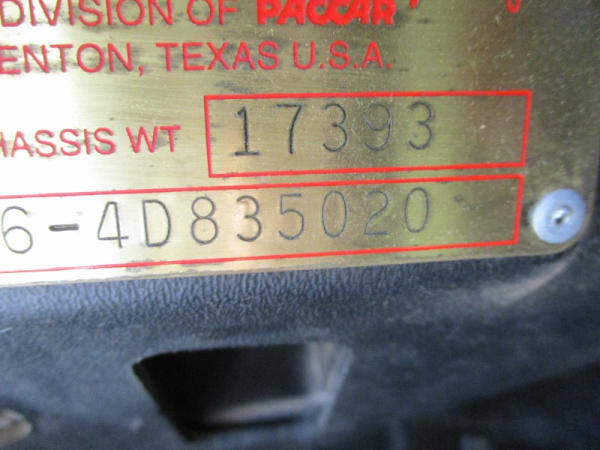 DIVISION OF PACCAR
ENTON, TEXAS U.S.A.
HASSIS WT 17393
6-4D835020